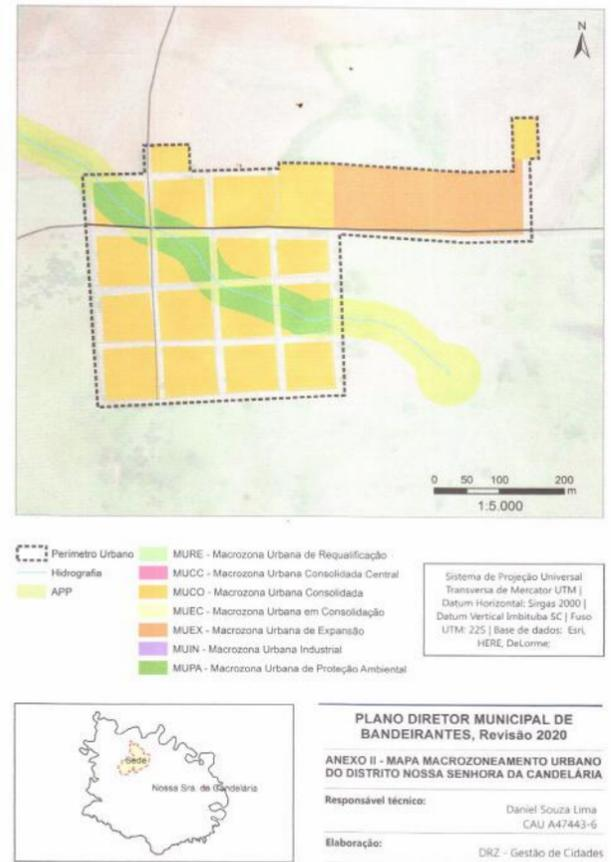 N
0 50 100 200
m
1:5.000
Perímetro Urbano
Hidrografia
APP
MURE - Macrozona Urbana de Requalificação
MUCC - Macrozona Urbana Consolidada Central
MUCO - Macrozona Urbana Consolidada
MUEC - Macrozona Urbana em Consolidação
MUEX - Macrozona Urbana de Expansão
MUIN - Macrozona Urbana Industrial
MUPA - Macrozona Urbana de Proteção Ambiental
Sistema de Projeção Universal
Transversa de Mercator UTM |
Datum Horizontal: Sirgas 2000 |
Datum Vertical Imbituba SC | Fuso
UTM: 22S | Base de dados: Esri,
HERE, DeLorme;
Sede
Nossa Sra. de Candelária
PLANO DIRETOR MUNICIPAL DE
BANDEIRANTES, Revisão 2020
ANEXO II - MAPA MACROZONEAMENTO URBANO
DO DISTRITO NOSSA SENHORA DA CANDELÁRIA
Responsável técnico:
Daniel Souza Lima
CAU A47443-6
Elaboração:
DRZ - Gestão de Cidades